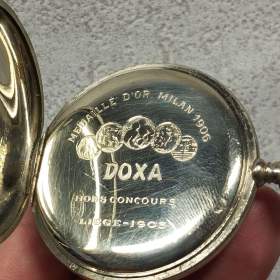 MEDAILLE D'OR MILAN 1906
DOXA
HORS CONCOURS
LIEGE-1905